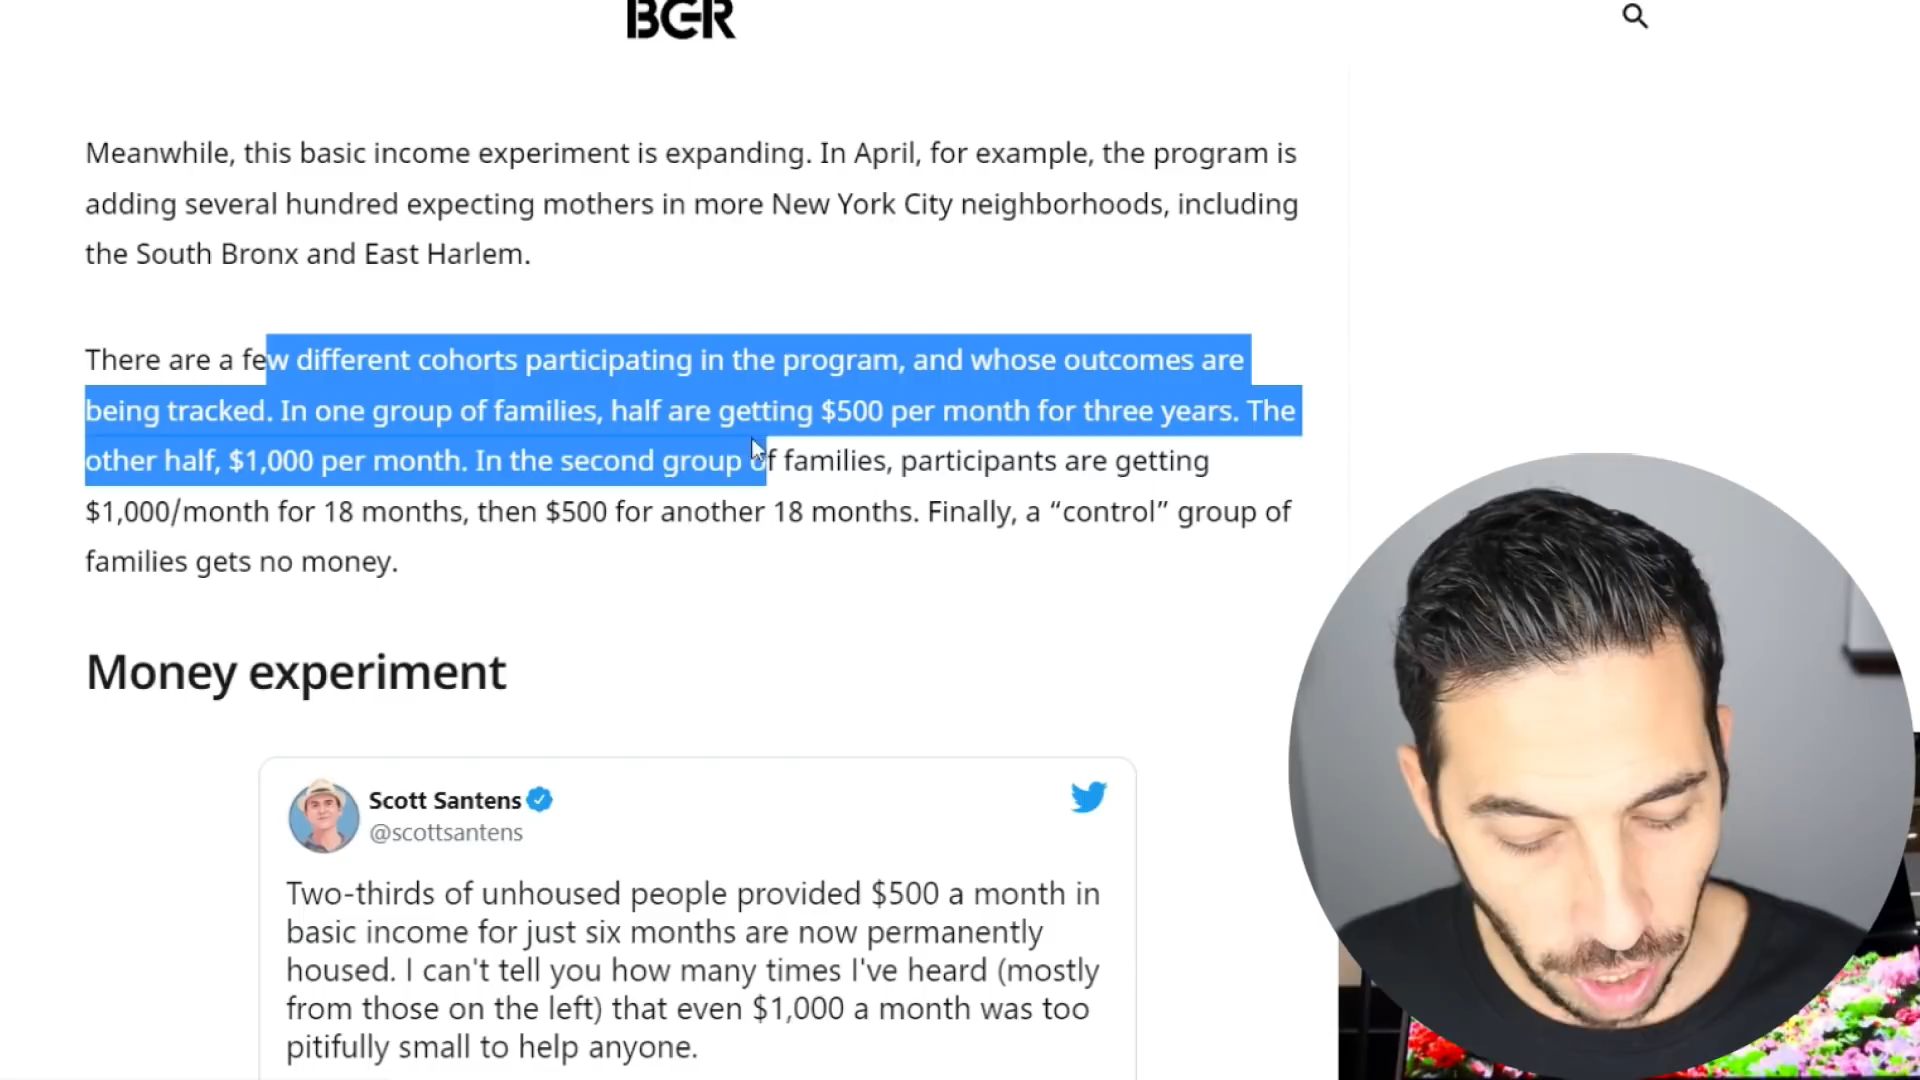 BGR
Meanwhile, this basic income experiment is expanding. In April, for example, the program is
adding several hundred expecting mothers in more New York City neighborhoods, including
the South Bronx and East Harlem.
There are a few different cohorts participating in the program, and whose outcomes are
being tracked. In one group of families, half are getting $500 per month for three years. The
other half, $1,000 per month. In the second group of families, participants are getting
$1,000/month for 18 months, then $500 for another 18 months. Finally, a “control” group of
families gets no money.
Money experiment
Scott Santens
@scottsantens
Two-thirds of unhoused people provided $500 a month in
basic income for just six months are now permanently
housed. I can't tell you how many times I've heard (mostly
from those on the left) that even $1,000 a month was too
pitifully small to help anyone.